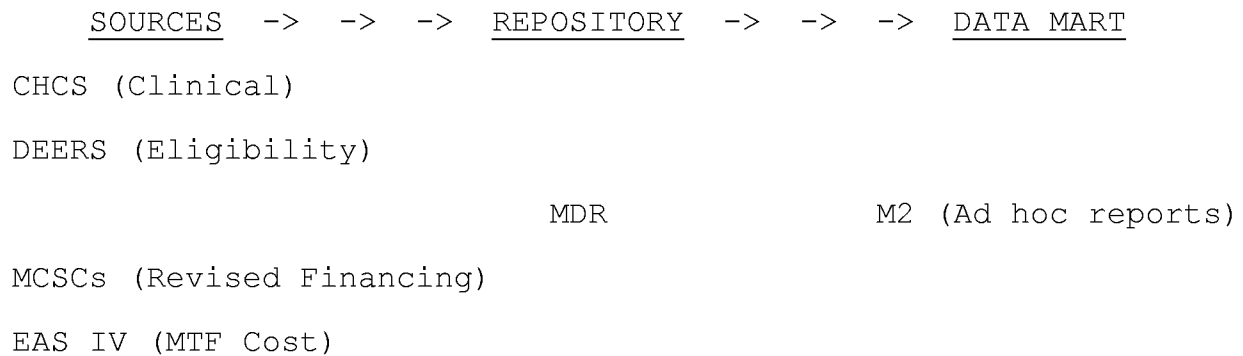 SOURCES -> -> -> REPOSITORY -> -> -> DATA MART
CHCS (Clinical)
DEERS (Eligibility)
MDR M2 (Ad hoc reports)
MCSCs (Revised Financing)
EAS IV (MTF Cost)